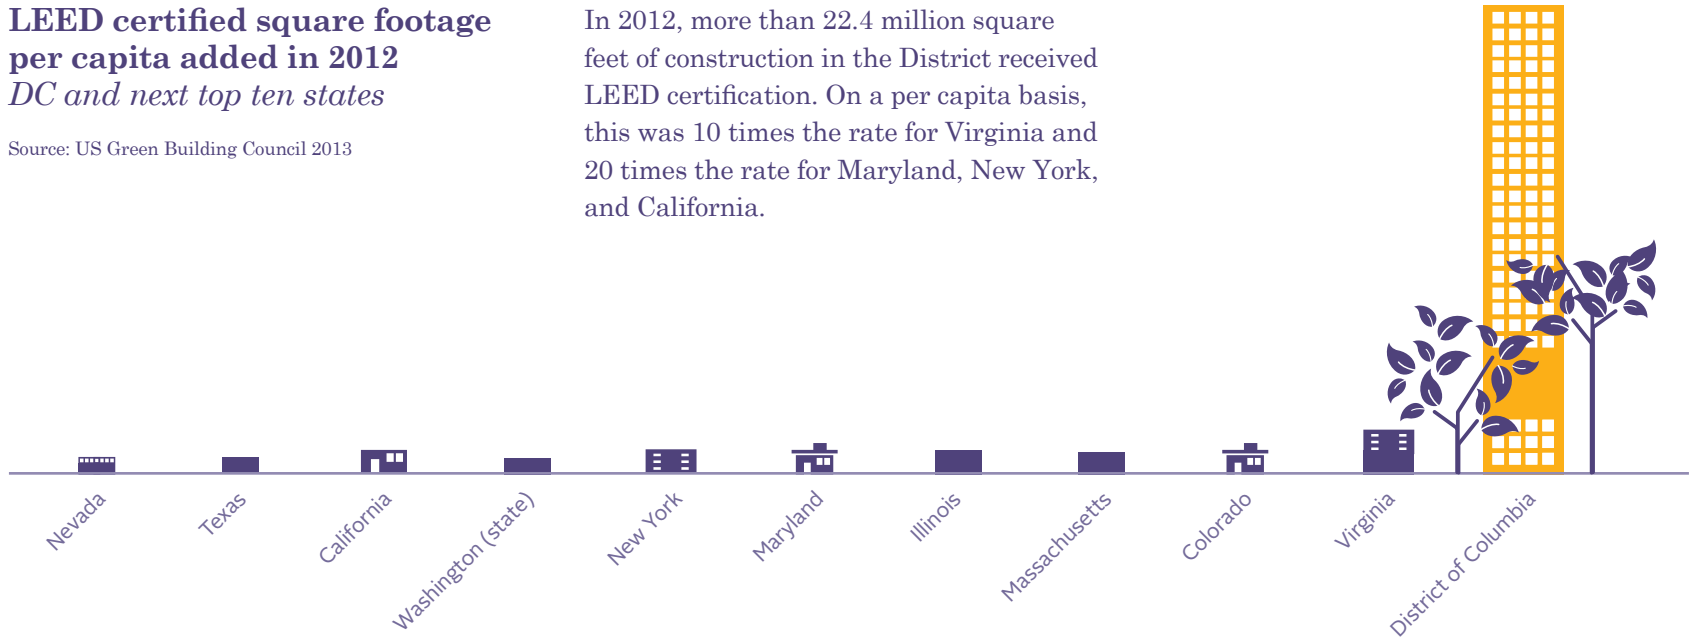 LEED certified square footage
per capita added in 2012
DC and next top ten states
Source: US Green Building Council 2013
In 2012, more than 22.4 million square
feet of construction in the District received
LEED certification. On a per capita basis,
this was 10 times the rate for Virginia and
20 times the rate for Maryland, New York,
and California.
Nevada
Texas
California
Washington (state)
New York
Maryland
Illinois
Massachusetts
Colorado
Virginia
District of Columbia